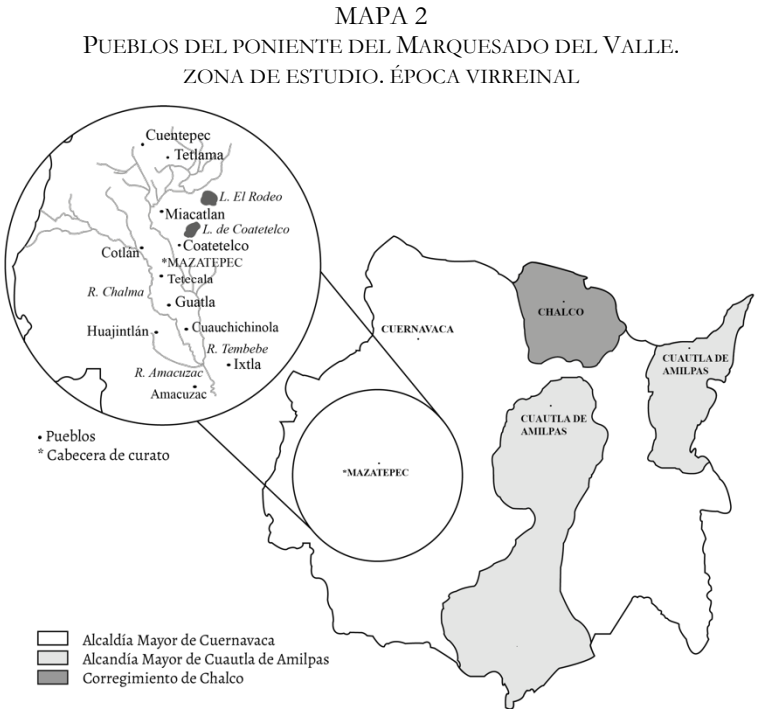 MAPA 2
PUEBLOS DEL PONIENTE DEL MARQUESADO DEL VALLE.
ZONA DE ESTUDIO. ÉPOCA VIRREINAL
Cuentepec
Tetlama
L. El Rodeo
Miacatlan
L. de Coatetelco
Coatetelco
Cotlán
*MAZATEPEC
Tetecala
R. Chalma
Guatla
Huajintlán
Cuauchichinola
R. Tembebe
Ixtla
R. Amacuzac
Amacuzac
• Pueblos
* Cabecera de curato
CUERNAVACA
CHALCO
CUAUTLA DE
AMILPAS
CUAUTLA DE
AMILPAS
*MAZATEPEC
Alcaldía Mayor de Cuernavaca
Alcandía Mayor de Cuautla de Amilpas
Corregimiento de Chalco